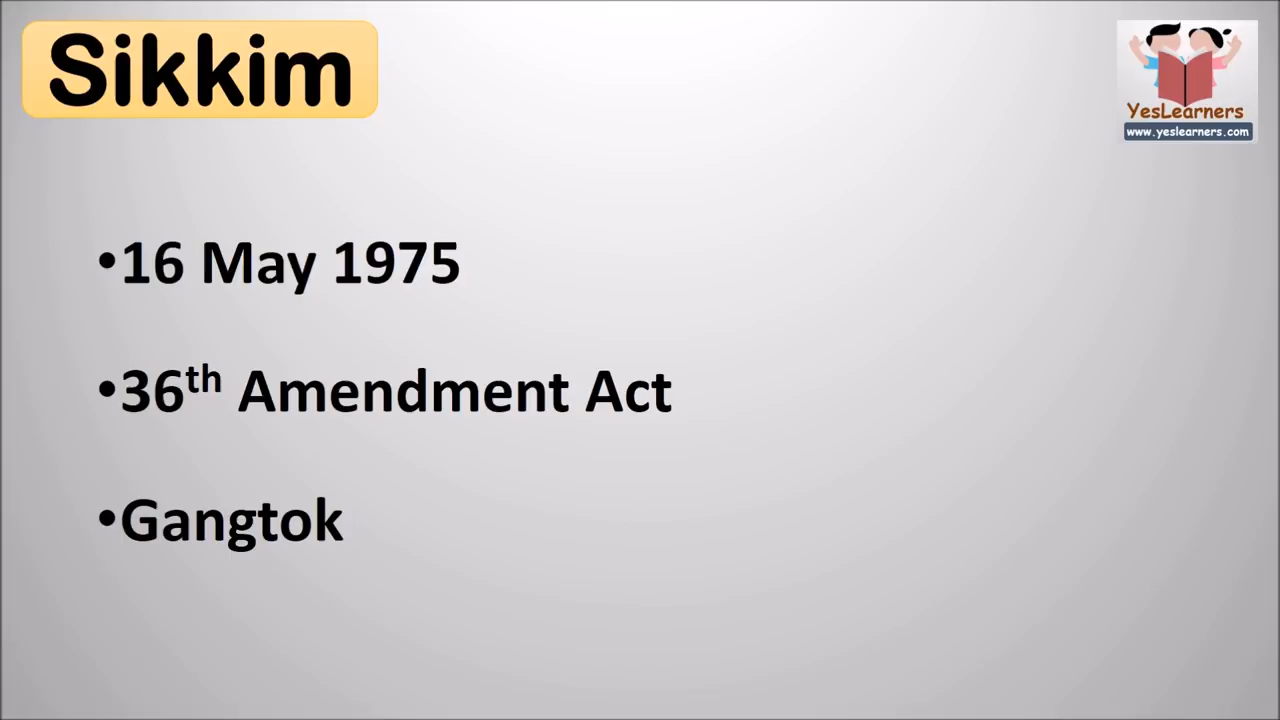 Sikkim
YesLearners
www.yeslearners.com
•16 May 1975
•36th Amendment Act
•Gangtok